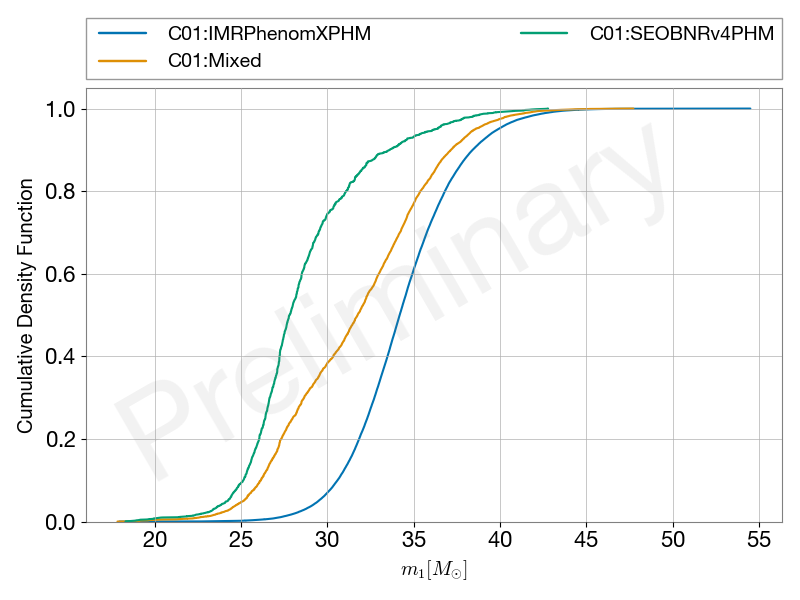 C01:IMRPhenomXPHM
C01:Mixed
C01:SEOBNRv4PHM
1.0
0.8
0.6
0.4
0.2
0.0
Cumulative Density Function
Preliminary
20 25 30 35 40 45 50 55
m₁[M⊙]